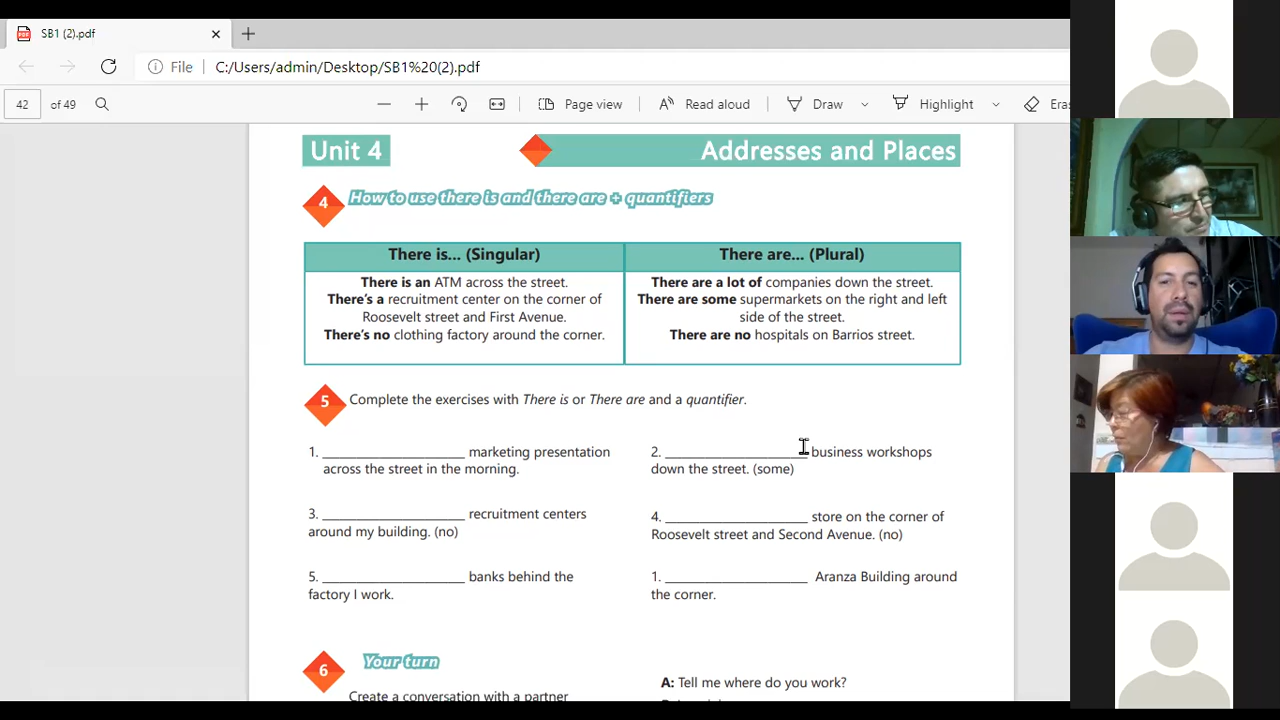 SB1 (2).pdf
File C:/Users/admin/Desktop/SB1%20(2).pdf
42 of 49 Page view Read aloud Draw Highlight
Unit 4 Addresses and Places
4 How to use there is and there are + quantifiers
There is... (Singular)
There is an ATM across the street.
There's a recruitment center on the corner of
Roosevelt street and First Avenue.
There's no clothing factory around the corner.
There are... (Plural)
There are a lot of companies down the street.
There are some supermarkets on the right and left
side of the street.
There are no hospitals on Barrios street.
5 Complete the exercises with There is or There are and a quantifier.
1. ______________________ marketing presentation
across the street in the morning.
2. ______________________ business workshops
down the street. (some)
3. ______________________ recruitment centers
around my building. (no)
4. ______________________ store on the corner of
Roosevelt street and Second Avenue. (no)
5. ______________________ banks behind the
factory I work.
1. ______________________ Aranza Building around
the corner.
6 Your turn
Create a conversation with a partner
A: Tell me where do you work?